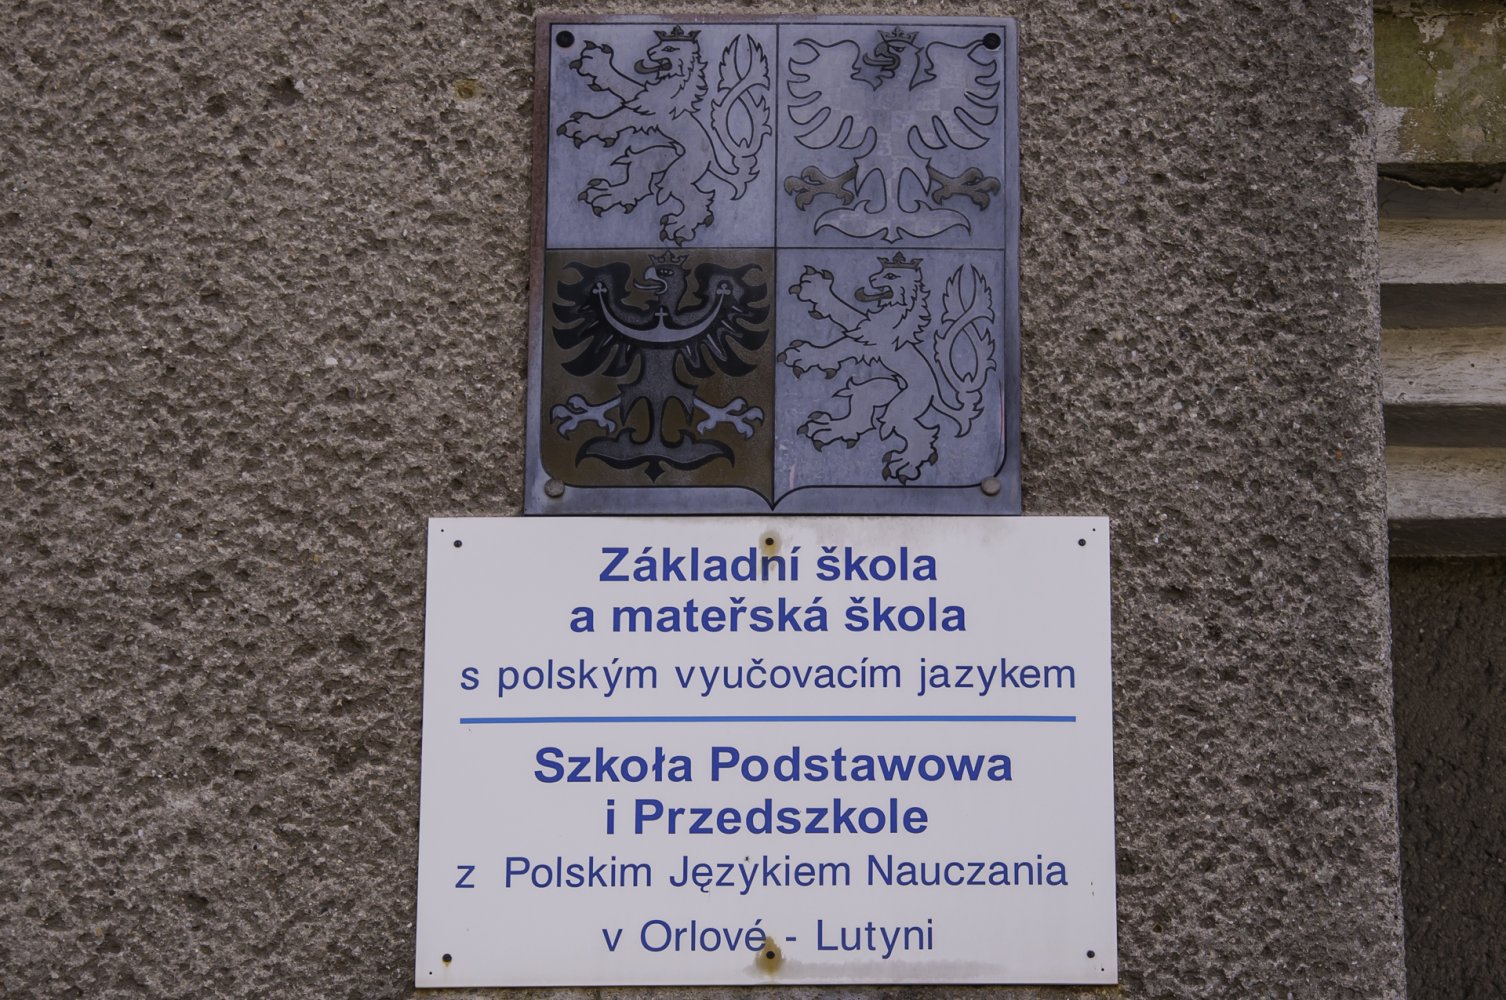 Základní škola
a mateřská škola
s polským vyučovacím jazykem
Szkoła Podstawowa
i Przedszkole
z Polskim Językiem Nauczania
v Orlové - Lutyni